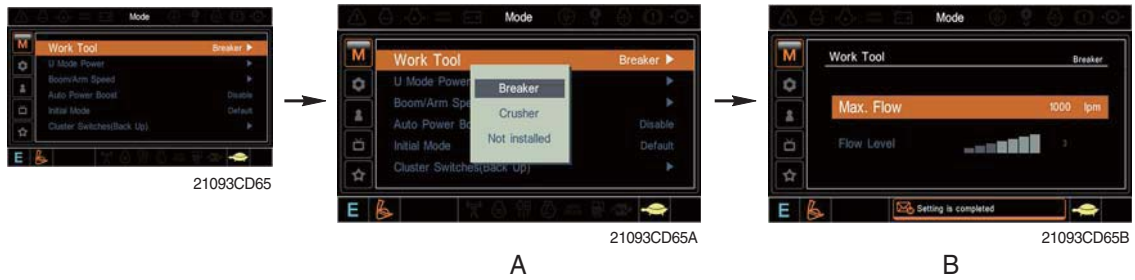 Mode
M
Work Tool Breaker ▶
U Mode Power ▶
Boom/Arm Speed ▶
Auto Power Boost Disable
Initial Mode Default
Cluster Switches(Back Up) ▶
E
21093CD65
Mode
M
Work Tool Breaker ▶
U Mode Power
Breaker
Boom/Arm Spe ▶
Crusher
Auto Power Bo Disable
Not installed
Initial Mode Default
Cluster Switches(Back Up) ▶
E
21093CD65A
A
Mode
M
Work Tool Breaker
Max. Flow 1000 lpm
Flow Level 3
E
Setting is completed
21093CD65B
B